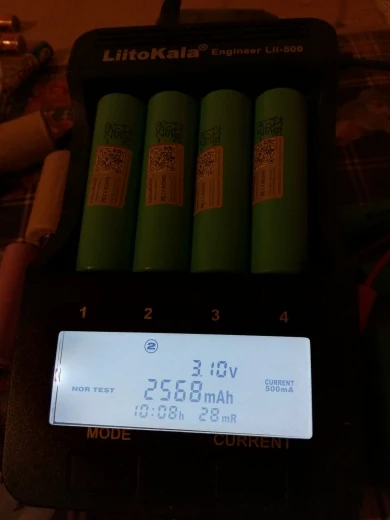 LiitoKala® Engineer Lii-500
1 2 3 4
2
3.10v
NOR TEST
2568mAh
CURRENT
500mA
10:08h 28mR
MODE CURRENT